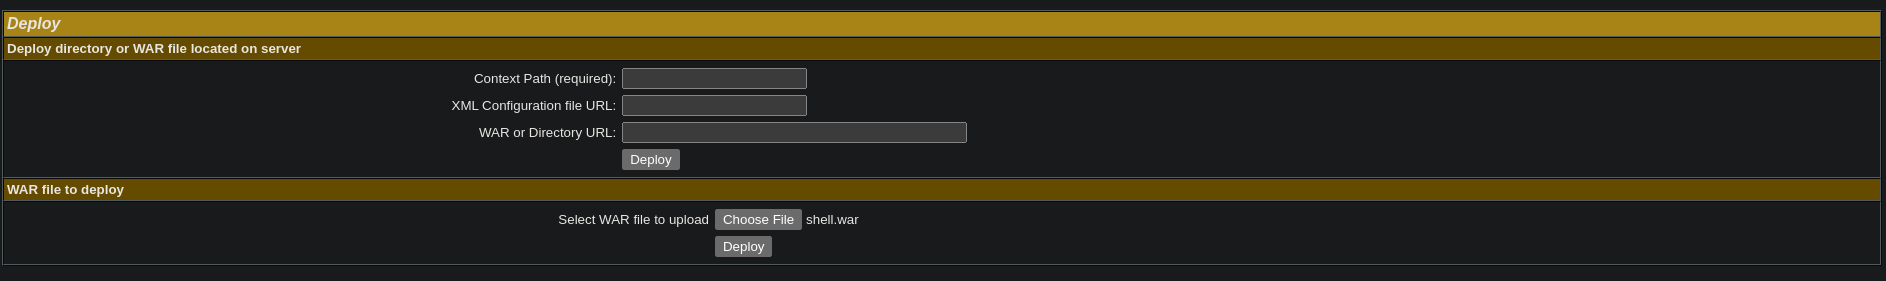 Deploy
Deploy directory or WAR file located on server
Context Path (required):
XML Configuration file URL:
WAR or Directory URL:
Deploy
WAR file to deploy
Select WAR file to upload Choose File shell.war
Deploy